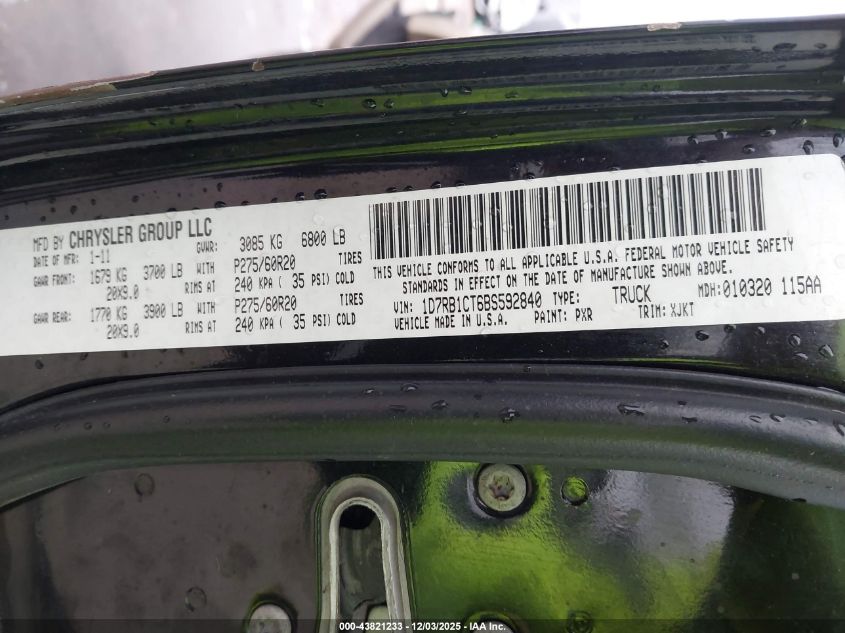 MFD BY CHRYSLER GROUP LLC
DATE OF MFR: 1-11 GVWR: 3085 KG 6800 LB
GAWR FRONT: 1679 KG 3700 LB WITH P275/60R20 TIRES
20X9.0 RIMS AT 240 KPA ( 35 PSI) COLD
GAWR REAR: 1770 KG 3900 LB WITH P275/60R20 TIRES
20X9.0 RIMS AT 240 KPA ( 35 PSI) COLD
THIS VEHICLE CONFORMS TO ALL APPLICABLE U.S.A. FEDERAL MOTOR VEHICLE SAFETY
STANDARDS IN EFFECT ON THE DATE OF MANUFACTURE SHOWN ABOVE.
VIN: 1D7RB1CT6BS592840 TYPE: TRUCK MDH: 010320 115AA
VEHICLE MADE IN U.S.A. PAINT: PXR TRIM: XJKT
000-43821233 - 12/03/2025 - IAA Inc.